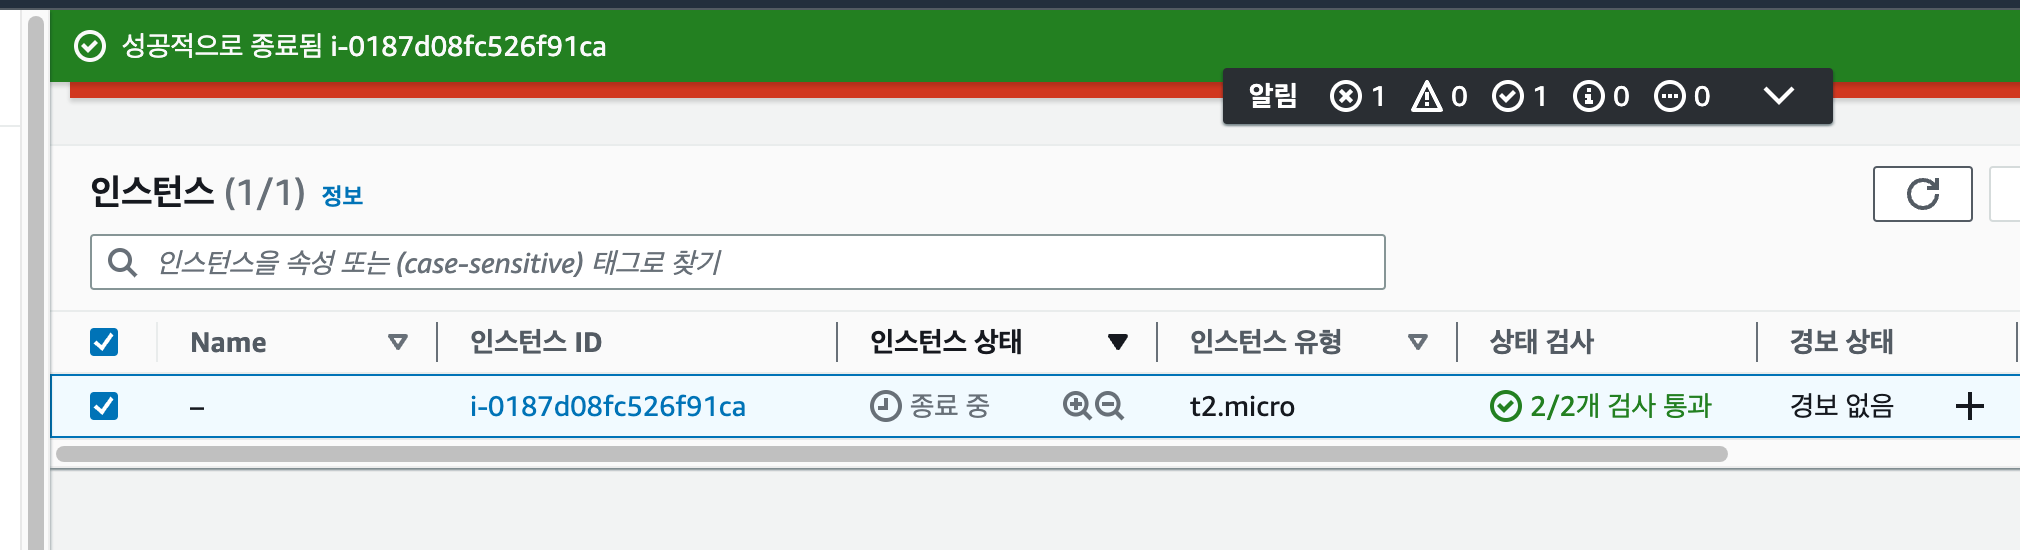 성공적으로 종료됨 i-0187d08fc526f91ca
알림 1 0 1 0 0
인스턴스 (1/1) 정보
인스턴스을 속성 또는 (case-sensitive) 태그로 찾기
Name 인스턴스 ID 인스턴스 상태 인스턴스 유형 상태 검사 경보 상태
– i-0187d08fc526f91ca 종료 중 t2.micro 2/2개 검사 통과 경보 없음 +